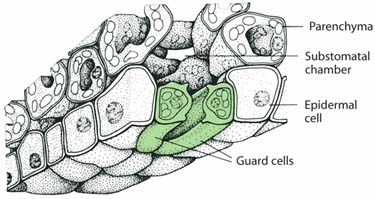 Parenchyma
Substomatal
chamber
Epidermal
cell
Guard cells